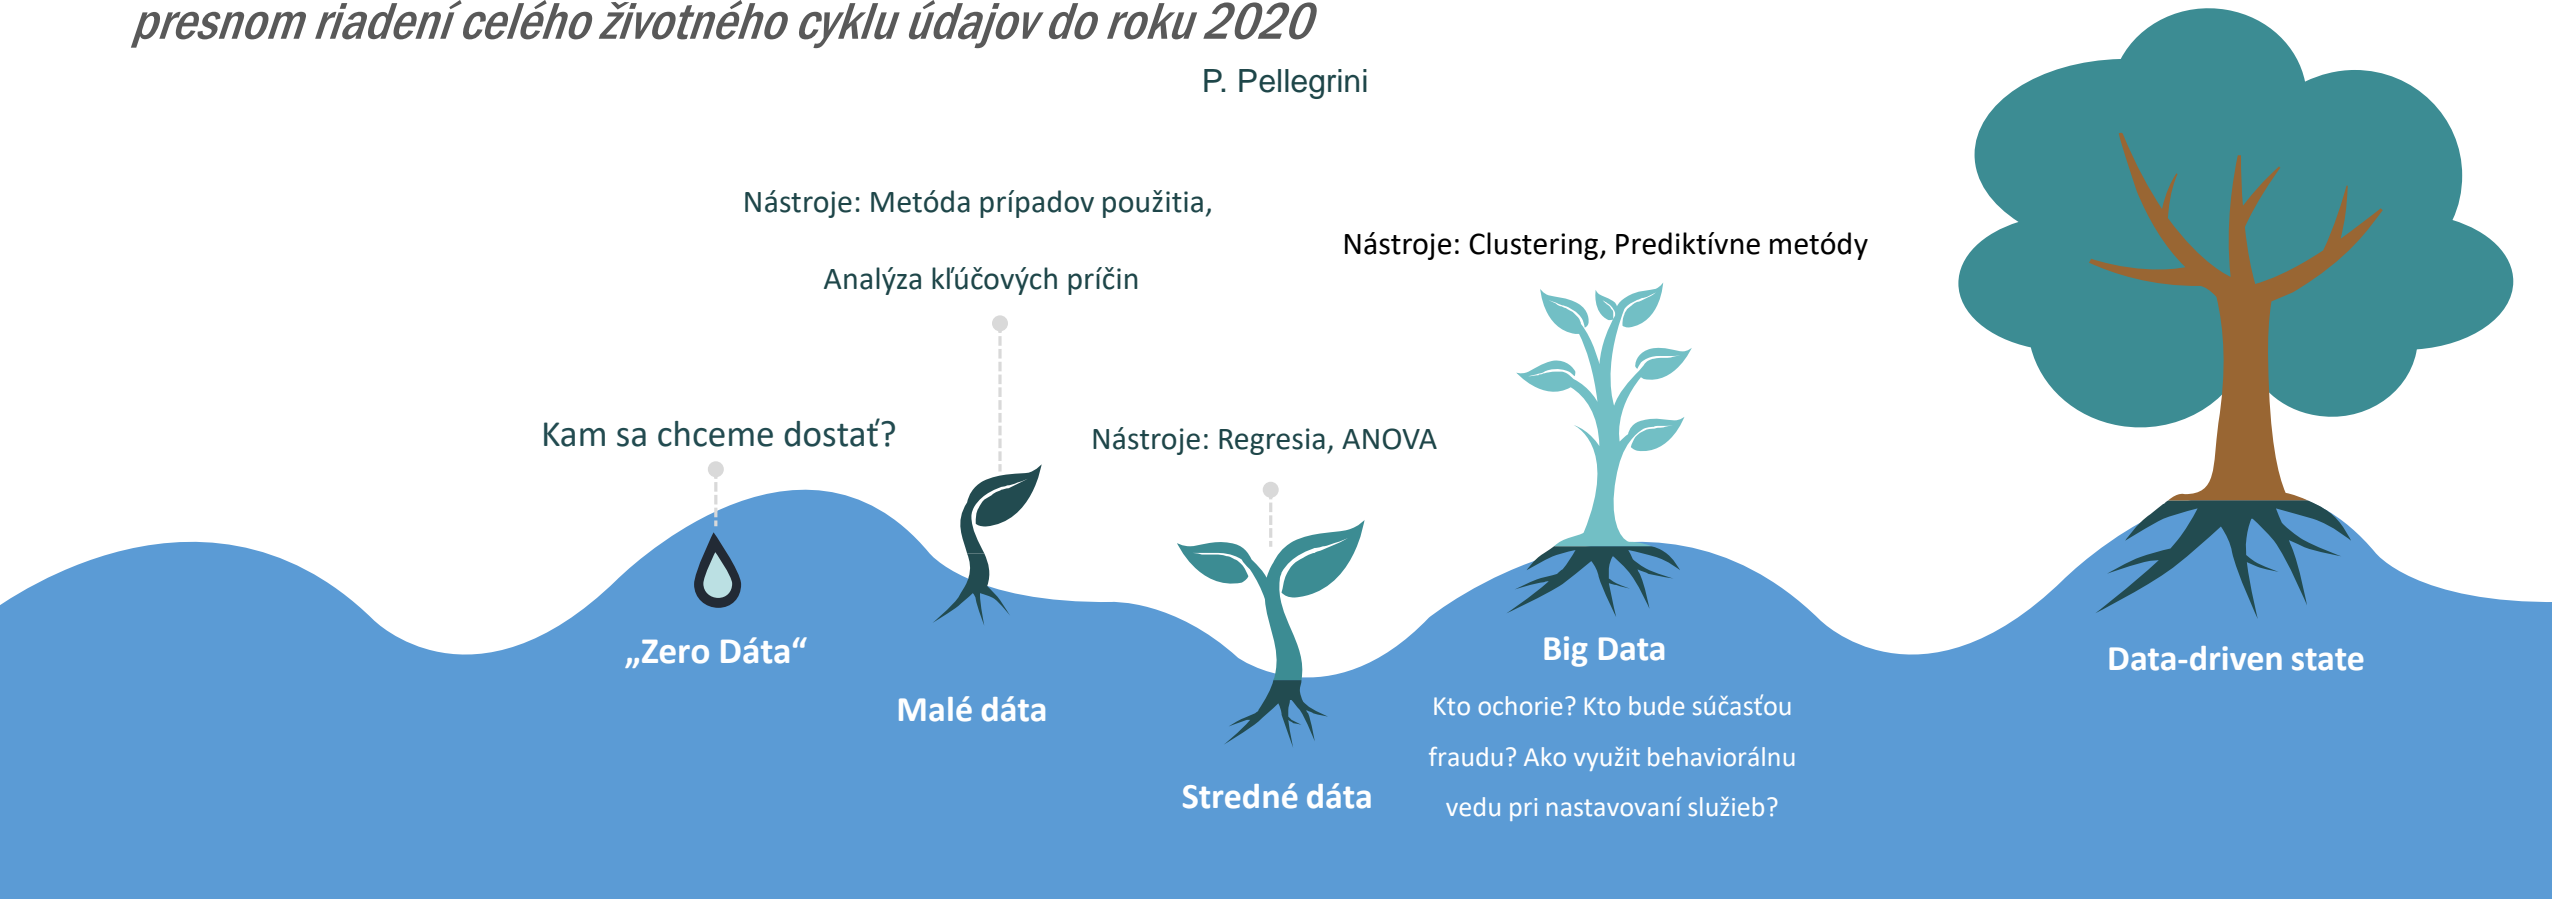 presnom riadení celého životného cyklu údajov do roku 2020
P. Pellegrini
Nástroje: Metóda prípadov použitia,
Analýza kľúčových príčin
Nástroje: Clustering, Prediktívne metódy
Kam sa chceme dostať?
Nástroje: Regresia, ANOVA
„Zero Dáta“
Malé dáta
Stredné dáta
Big Data
Kto ochorie? Kto bude súčasťou
fraudu? Ako využit behaviorálnu
vedu pri nastavovaní služieb?
Data-driven state